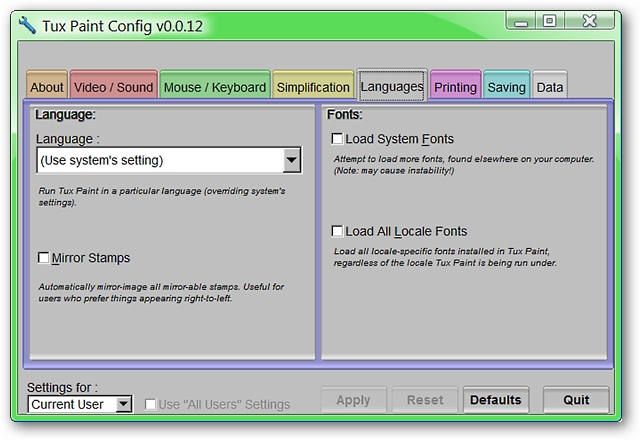 Tux Paint Config v0.0.12
About Video / Sound Mouse / Keyboard Simplification Languages Printing Saving Data
Language:
Language :
(Use system's setting)
Run Tux Paint in a particular language (overriding system's
settings).
Mirror Stamps
Automatically mirror-image all mirror-able stamps. Useful for
users who prefer things appearing right-to-left.
Fonts:
Load System Fonts
Attempt to load more fonts, found elsewhere on your computer.
(Note: may cause instability!)
Load All Locale Fonts
Load all locale-specific fonts installed in Tux Paint,
regardless of the locale Tux Paint is being run under.
Settings for :
Current User
Use "All Users" Settings
Apply Reset Defaults Quit